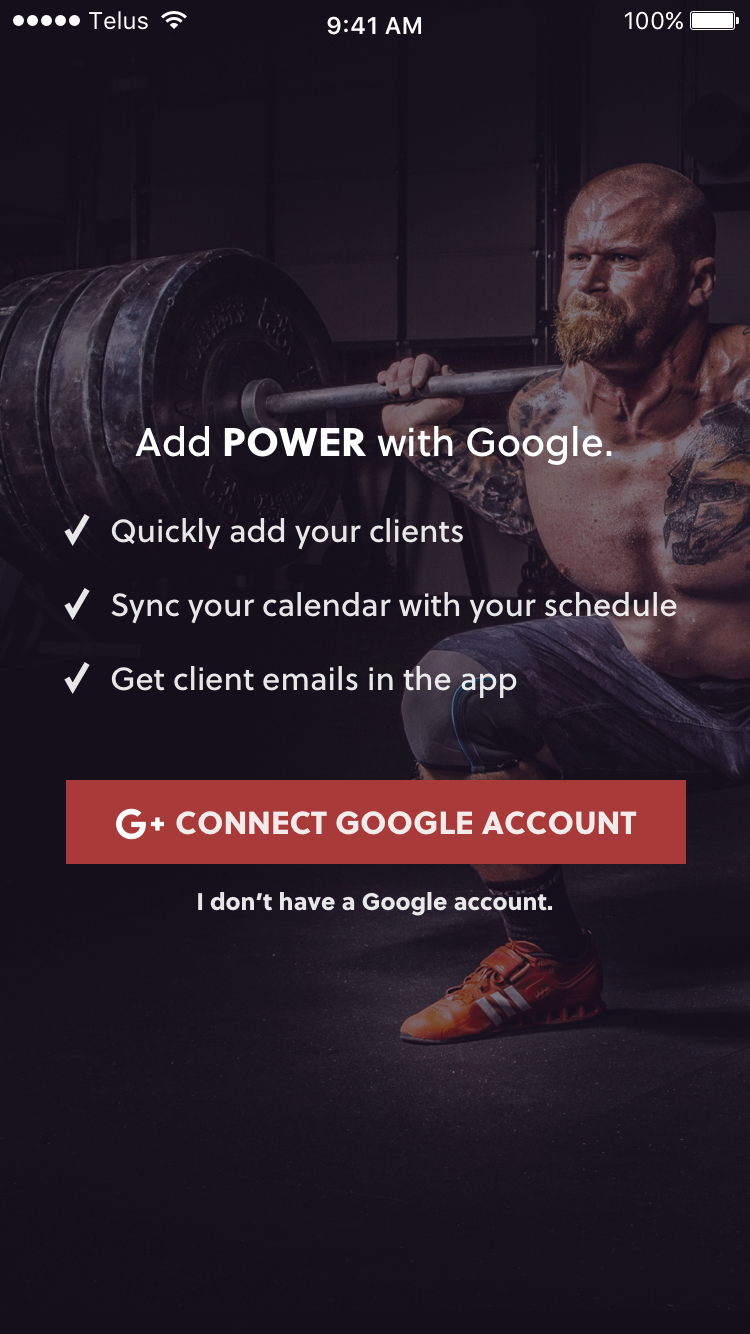 Telus 9:41 AM 100%
Add POWER with Google.
Quickly add your clients
Sync your calendar with your schedule
Get client emails in the app
G+ CONNECT GOOGLE ACCOUNT
I don’t have a Google account.